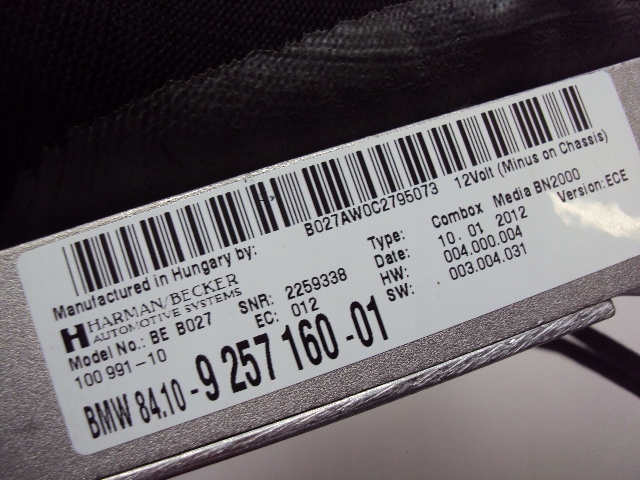 B027AW0C2795073 12Volt (Minus on Chassis)
Manufactured in Hungary by:
HARMAN/BECKER
AUTOMOTIVE SYSTEMS
Model No.: BE B027
100 991-10
SNR: 2259338
EC: 012
Type: Combox Media BN2000
Date: 10. 01 2012 Version: ECE
HW: 004.000.004
SW: 003.004.031
BMW 84.10-9 257 160-01